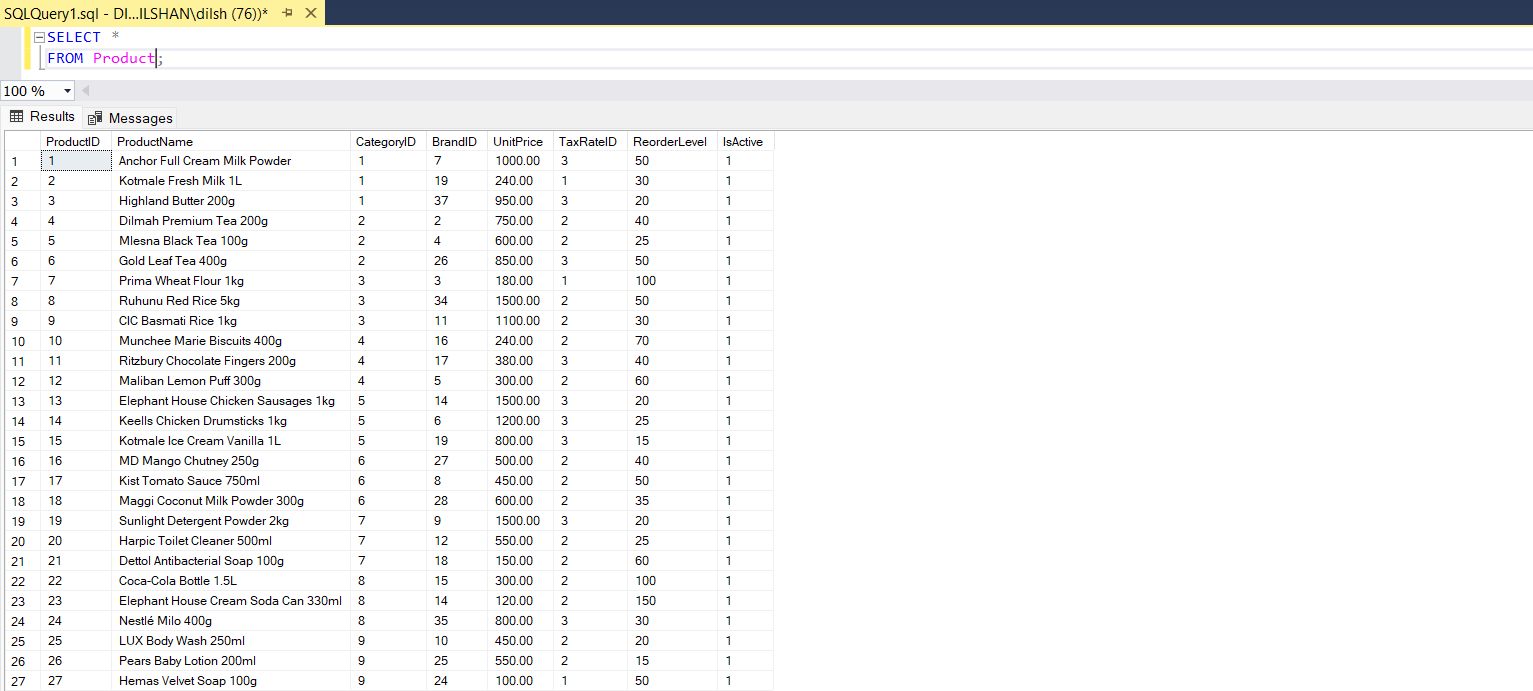 SQLQuery1.sql - DI...ILSHAN\dilsh (76))*
SELECT *
FROM Product;
100 %
Results Messages
ProductID ProductName CategoryID BrandID UnitPrice TaxRateID ReorderLevel IsActive
1 1 Anchor Full Cream Milk Powder 1 7 1000.00 3 50 1
2 2 Kotmale Fresh Milk 1L 1 19 240.00 1 30 1
3 3 Highland Butter 200g 1 37 950.00 3 20 1
4 4 Dilmah Premium Tea 200g 2 2 750.00 2 40 1
5 5 Mlesna Black Tea 100g 2 4 600.00 2 25 1
6 6 Gold Leaf Tea 400g 2 26 850.00 3 50 1
7 7 Prima Wheat Flour 1kg 3 3 180.00 1 100 1
8 8 Ruhunu Red Rice 5kg 3 34 1500.00 2 50 1
9 9 CIC Basmati Rice 1kg 3 11 1100.00 2 30 1
10 10 Munchee Marie Biscuits 400g 4 16 240.00 2 70 1
11 11 Ritzbury Chocolate Fingers 200g 4 17 380.00 3 40 1
12 12 Maliban Lemon Puff 300g 4 5 300.00 2 60 1
13 13 Elephant House Chicken Sausages 1kg 5 14 1500.00 3 20 1
14 14 Keells Chicken Drumsticks 1kg 5 6 1200.00 3 25 1
15 15 Kotmale Ice Cream Vanilla 1L 5 19 800.00 3 15 1
16 16 MD Mango Chutney 250g 6 27 500.00 2 40 1
17 17 Kist Tomato Sauce 750ml 6 8 450.00 2 50 1
18 18 Maggi Coconut Milk Powder 300g 6 28 600.00 2 35 1
19 19 Sunlight Detergent Powder 2kg 7 9 1500.00 3 20 1
20 20 Harpic Toilet Cleaner 500ml 7 12 550.00 2 25 1
21 21 Dettol Antibacterial Soap 100g 7 18 150.00 2 60 1
22 22 Coca-Cola Bottle 1.5L 8 15 300.00 2 100 1
23 23 Elephant House Cream Soda Can 330ml 8 14 120.00 2 150 1
24 24 Nestlé Milo 400g 8 35 800.00 3 30 1
25 25 LUX Body Wash 250ml 9 10 450.00 2 20 1
26 26 Pears Baby Lotion 200ml 9 25 550.00 2 15 1
27 27 Hemas Velvet Soap 100g 9 24 100.00 1 50 1